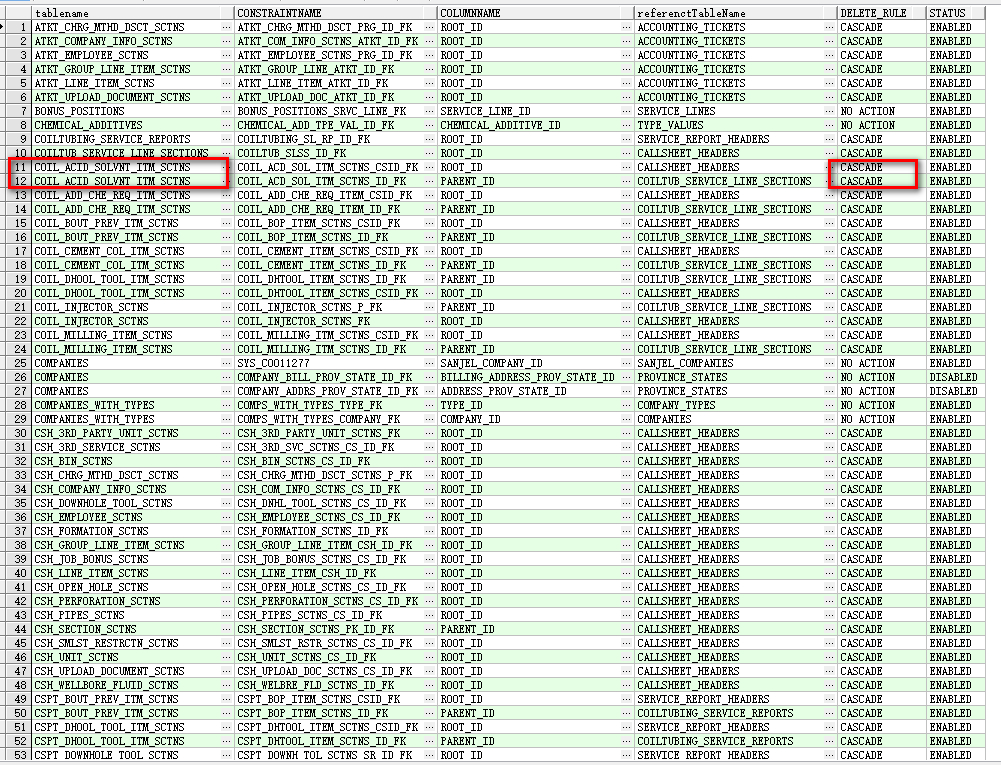 tablename CONSTRAINTNAME COLUMNNAME referenctTableName DELETE_RULE STATUS
1 ATKT_CHRG_MTHD_DSCT_SCTNS ··· ATKT_CHRG_MTHD_DSCT_PRG_ID_FK ··· ROOT_ID ··· ACCOUNTING_TICKETS ··· CASCADE ENABLED
2 ATKT_COMPANY_INFO_SCTNS ··· ATKT_COM_INFO_SCTNS_ATKT_ID_FK ··· ROOT_ID ··· ACCOUNTING_TICKETS ··· CASCADE ENABLED
3 ATKT_EMPLOYEE_SCTNS ··· ATKT_EMPLOYEE_SCTNS_PRG_ID_FK ··· ROOT_ID ··· ACCOUNTING_TICKETS ··· CASCADE ENABLED
4 ATKT_GROUP_LINE_ITEM_SCTNS ··· ATKT_GROUP_LINE_ATKT_ID_FK ··· ROOT_ID ··· ACCOUNTING_TICKETS ··· CASCADE ENABLED
5 ATKT_LINE_ITEM_SCTNS ··· ATKT_LINE_ITEM_ATKT_ID_FK ··· ROOT_ID ··· ACCOUNTING_TICKETS ··· CASCADE ENABLED
6 ATKT_UPLOAD_DOCUMENT_SCTNS ··· ATKT_UPLOAD_DOC_ATKT_ID_FK ··· ROOT_ID ··· ACCOUNTING_TICKETS ··· CASCADE ENABLED
7 BONUS_POSITIONS ··· BONUS_POSITIONS_SRVC_LINE_FK ··· SERVICE_LINE_ID ··· SERVICE_LINES ··· NO ACTION ENABLED
8 CHEMICAL_ADDITIVES ··· CHEMICAL_ADD_TPE_VAL_ID_FK ··· CHEMICAL_ADDITIVE_ID ··· TYPE_VALUES ··· NO ACTION ENABLED
9 COILTUBING_SERVICE_REPORTS ··· COILTUBING_SL_RP_ID_FK ··· ROOT_ID ··· SERVICE_REPORT_HEADERS ··· CASCADE ENABLED
10 COILTUB_SERVICE_LINE_SECTIONS ··· COILTUB_SLSS_ID_FK ··· ROOT_ID ··· CALLSHEET_HEADERS ··· CASCADE ENABLED
11 COIL_ACID_SOLVNT_ITM_SCTNS ··· COIL_ACD_SOL_ITM_SCTNS_CSID_FK ··· ROOT_ID ··· CALLSHEET_HEADERS ··· CASCADE ENABLED
12 COIL_ACID_SOLVNT_ITM_SCTNS ··· COIL_ACD_SOL_ITM_SCTNS_ID_FK ··· PARENT_ID ··· COILTUB_SERVICE_LINE_SECTIONS ··· CASCADE ENABLED
13 COIL_ADD_CHE_REQ_ITM_SCTNS ··· COIL_ADD_CHE_REQ_ITEM_CSID_FK ··· ROOT_ID ··· CALLSHEET_HEADERS ··· CASCADE ENABLED
14 COIL_ADD_CHE_REQ_ITM_SCTNS ··· COIL_ADD_CHE_REQ_ITEM_ID_FK ··· PARENT_ID ··· COILTUB_SERVICE_LINE_SECTIONS ··· CASCADE ENABLED
15 COIL_BOUT_PREV_ITM_SCTNS ··· COIL_BOP_ITEM_SCTNS_CSID_FK ··· ROOT_ID ··· CALLSHEET_HEADERS ··· CASCADE ENABLED
16 COIL_BOUT_PREV_ITM_SCTNS ··· COIL_BOP_ITEM_SCTNS_ID_FK ··· PARENT_ID ··· COILTUB_SERVICE_LINE_SECTIONS ··· CASCADE ENABLED
17 COIL_CEMENT_COL_ITM_SCTNS ··· COIL_CEMENT_ITEM_SCTNS_CSID_FK ··· ROOT_ID ··· CALLSHEET_HEADERS ··· CASCADE ENABLED
18 COIL_CEMENT_COL_ITM_SCTNS ··· COIL_CEMENT_ITEM_SCTNS_ID_FK ··· PARENT_ID ··· COILTUB_SERVICE_LINE_SECTIONS ··· CASCADE ENABLED
19 COIL_DHOOL_TOOL_ITM_SCTNS ··· COIL_DHTOOL_ITEM_SCTNS_ID_FK ··· PARENT_ID ··· COILTUB_SERVICE_LINE_SECTIONS ··· CASCADE ENABLED
20 COIL_DHOOL_TOOL_ITM_SCTNS ··· COIL_DHTOOL_ITEM_SCTNS_CSID_FK ··· ROOT_ID ··· CALLSHEET_HEADERS ··· CASCADE ENABLED
21 COIL_INJECTOR_SCTNS ··· COIL_INJECTOR_SCTNS_P_FK ··· PARENT_ID ··· COILTUB_SERVICE_LINE_SECTIONS ··· CASCADE ENABLED
22 COIL_INJECTOR_SCTNS ··· COIL_INJECTOR_SCTNS_FK ··· ROOT_ID ··· CALLSHEET_HEADERS ··· CASCADE ENABLED
23 COIL_MILLING_ITEM_SCTNS ··· COIL_MILLING_ITM_SCTNS_CSID_FK ··· ROOT_ID ··· CALLSHEET_HEADERS ··· CASCADE ENABLED
24 COIL_MILLING_ITEM_SCTNS ··· COIL_MILLING_ITM_SCTNS_ID_FK ··· PARENT_ID ··· COILTUB_SERVICE_LINE_SECTIONS ··· CASCADE ENABLED
25 COMPANIES ··· SYS_C0011277 ··· SANJEL_COMPANY_ID ··· SANJEL_COMPANIES ··· NO ACTION ENABLED
26 COMPANIES ··· COMPANY_BILL_PROV_STATE_ID_FK ··· BILLING_ADDRESS_PROV_STATE_ID ··· PROVINCE_STATES ··· NO ACTION DISABLED
27 COMPANIES ··· COMPANY_ADDRS_PROV_STATE_ID_FK ··· ADDRESS_PROV_STATE_ID ··· PROVINCE_STATES ··· NO ACTION DISABLED
28 COMPANIES_WITH_TYPES ··· COMPS_WITH_TYPES_TYPE_FK ··· TYPE_ID ··· COMPANY_TYPES ··· NO ACTION ENABLED
29 COMPANIES_WITH_TYPES ··· COMPS_WITH_TYPES_COMPANY_FK ··· COMPANY_ID ··· COMPANIES ··· NO ACTION ENABLED
30 CSH_3RD_PARTY_UNIT_SCTNS ··· CSH_3RD_PARTY_UNIT_SCTNS_FK ··· ROOT_ID ··· CALLSHEET_HEADERS ··· CASCADE ENABLED
31 CSH_3RD_SERVICE_SCTNS ··· CSH_3RD_SVC_SCTNS_CS_ID_FK ··· ROOT_ID ··· CALLSHEET_HEADERS ··· CASCADE ENABLED
32 CSH_BIN_SCTNS ··· CSH_BIN_SCTNS_CS_ID_FK ··· ROOT_ID ··· CALLSHEET_HEADERS ··· CASCADE ENABLED
33 CSH_CHRG_MTHD_DSCT_SCTNS ··· CSH_CHRG_MTHD_DSCT_SCTNS_P_FK ··· ROOT_ID ··· CALLSHEET_HEADERS ··· CASCADE ENABLED
34 CSH_COMPANY_INFO_SCTNS ··· CSH_COM_INFO_SCTNS_CS_ID_FK ··· ROOT_ID ··· CALLSHEET_HEADERS ··· CASCADE ENABLED
35 CSH_DOWNHOLE_TOOL_SCTNS ··· CSH_DNHL_TOOL_SCTNS_CS_ID_FK ··· ROOT_ID ··· CALLSHEET_HEADERS ··· CASCADE ENABLED
36 CSH_EMPLOYEE_SCTNS ··· CSH_EMPLOYEE_SCTNS_CS_ID_FK ··· ROOT_ID ··· CALLSHEET_HEADERS ··· CASCADE ENABLED
37 CSH_FORMATION_SCTNS ··· CSH_FORMATION_SCTNS_ID_FK ··· ROOT_ID ··· CALLSHEET_HEADERS ··· CASCADE ENABLED
38 CSH_GROUP_LINE_ITEM_SCTNS ··· CSH_GROUP_LINE_ITEM_CSH_ID_FK ··· ROOT_ID ··· CALLSHEET_HEADERS ··· CASCADE ENABLED
39 CSH_JOB_BONUS_SCTNS ··· CSH_JOB_BONUS_SCTNS_CS_ID_FK ··· ROOT_ID ··· CALLSHEET_HEADERS ··· CASCADE ENABLED
40 CSH_LINE_ITEM_SCTNS ··· CSH_LINE_ITEM_CSH_ID_FK ··· ROOT_ID ··· CALLSHEET_HEADERS ··· CASCADE ENABLED
41 CSH_OPEN_HOLE_SCTNS ··· CSH_OPEN_HOLE_SCTNS_CS_ID_FK ··· ROOT_ID ··· CALLSHEET_HEADERS ··· CASCADE ENABLED
42 CSH_PERFORATION_SCTNS ··· CSH_PERFORATION_SCTNS_CS_ID_FK ··· ROOT_ID ··· CALLSHEET_HEADERS ··· CASCADE ENABLED
43 CSH_PIPES_SCTNS ··· CSH_PIPES_SCTNS_CS_ID_FK ··· ROOT_ID ··· CALLSHEET_HEADERS ··· CASCADE ENABLED
44 CSH_SECTION_SCTNS ··· CSH_SECTION_SCTNS_PK_ID_FK ··· PARENT_ID ··· CALLSHEET_HEADERS ··· CASCADE ENABLED
45 CSH_SMLST_RESTRCTN_SCTNS ··· CSH_SMLST_RSTR_SCTNS_CS_ID_FK ··· ROOT_ID ··· CALLSHEET_HEADERS ··· CASCADE ENABLED
46 CSH_UNIT_SCTNS ··· CSH_UNIT_SCTNS_CS_ID_FK ··· ROOT_ID ··· CALLSHEET_HEADERS ··· CASCADE ENABLED
47 CSH_UPLOAD_DOCUMENT_SCTNS ··· CSH_UPLOAD_DOC_SCTNS_CS_ID_FK ··· ROOT_ID ··· CALLSHEET_HEADERS ··· CASCADE ENABLED
48 CSH_WELLBORE_FLUID_SCTNS ··· CSH_WELBRE_FLD_SCTNS_ID_FK ··· ROOT_ID ··· CALLSHEET_HEADERS ··· CASCADE ENABLED
49 CSPT_BOUT_PREV_ITM_SCTNS ··· CSPT_BOP_ITEM_SCTNS_CSID_FK ··· ROOT_ID ··· SERVICE_REPORT_HEADERS ··· CASCADE ENABLED
50 CSPT_BOUT_PREV_ITM_SCTNS ··· CSPT_BOP_ITEM_SCTNS_ID_FK ··· PARENT_ID ··· COILTUBING_SERVICE_REPORTS ··· CASCADE ENABLED
51 CSPT_DHOOL_TOOL_ITM_SCTNS ··· CSPT_DHTOOL_ITEM_SCTNS_CSID_FK ··· ROOT_ID ··· SERVICE_REPORT_HEADERS ··· CASCADE ENABLED
52 CSPT_DHOOL_TOOL_ITM_SCTNS ··· CSPT_DHTOOL_ITEM_SCTNS_ID_FK ··· PARENT_ID ··· COILTUBING_SERVICE_REPORTS ··· CASCADE ENABLED
53 CSPT_DOWNHOLE_TOOL_SCTNS ··· CSPT_DOWNH_TOL_SCTNS_SR_ID_FK ··· ROOT_ID ··· SERVICE_REPORT_HEADERS ··· CASCADE ENABLED